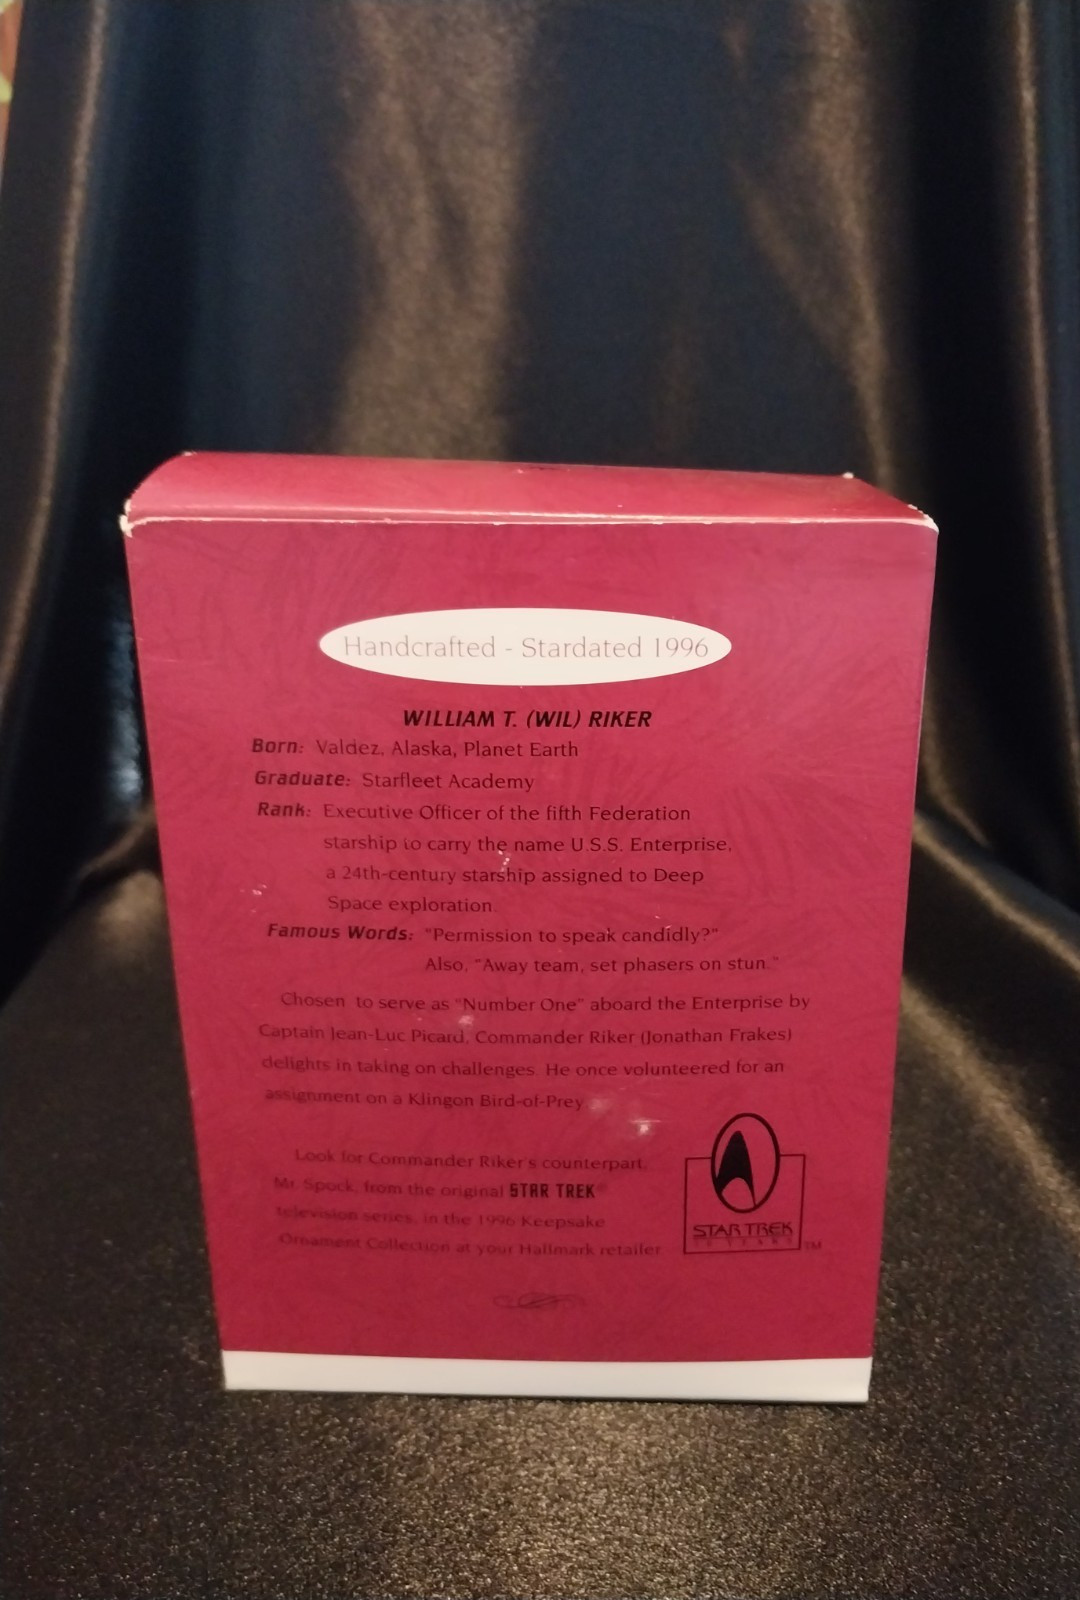 Handcrafted - Stardated 1996
WILLIAM T. (WIL) RIKER
Born: Valdez, Alaska, Planet Earth
Graduate: Starfleet Academy
Rank: Executive Officer of the fifth Federation
starship to carry the name U.S.S. Enterprise,
a 24th-century starship assigned to Deep
Space exploration.
Famous Words: "Permission to speak candidly?"
Also, "Away team, set phasers on stun."
Chosen to serve as "Number One" aboard the Enterprise by
Captain Jean-Luc Picard, Commander Riker (Jonathan Frakes)
delights in taking on challenges. He once volunteered for an
assignment on a Klingon Bird-of-Prey.
Look for Commander Riker's counterpart,
Mr. Spock, from the original STAR TREK®
television series, in the 1996 Keepsake
Ornament Collection at your Hallmark retailer.
STAR TREK
30 YEARS
TM